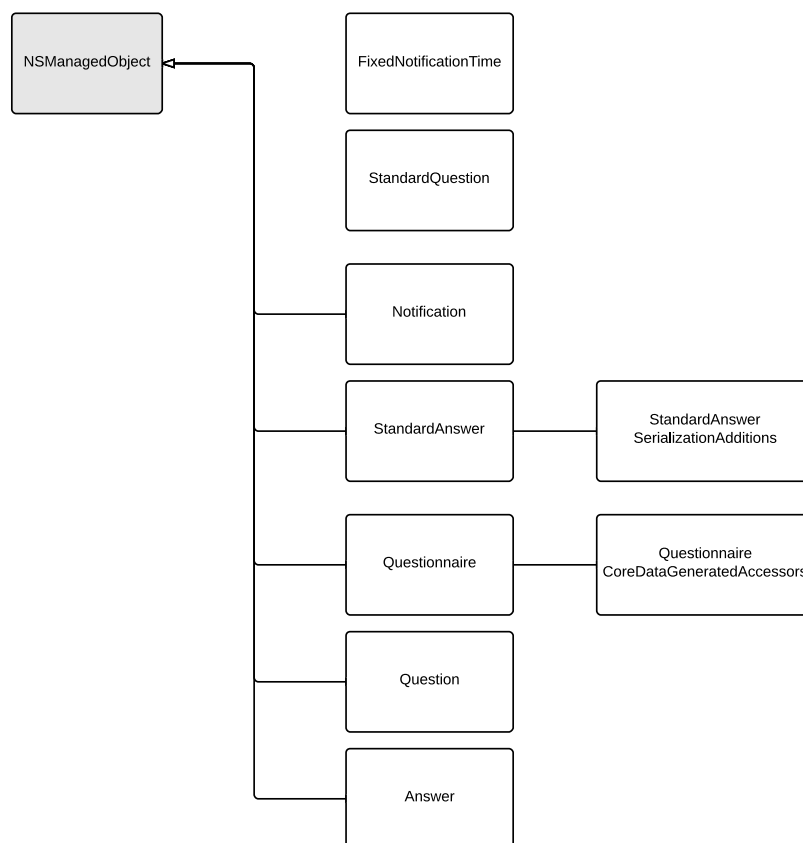 NSManagedObject
FixedNotificationTime
StandardQuestion
Notification
StandardAnswer
StandardAnswer
SerializationAdditions
Questionnaire
Questionnaire
CoreDataGeneratedAccessors
Question
Answer